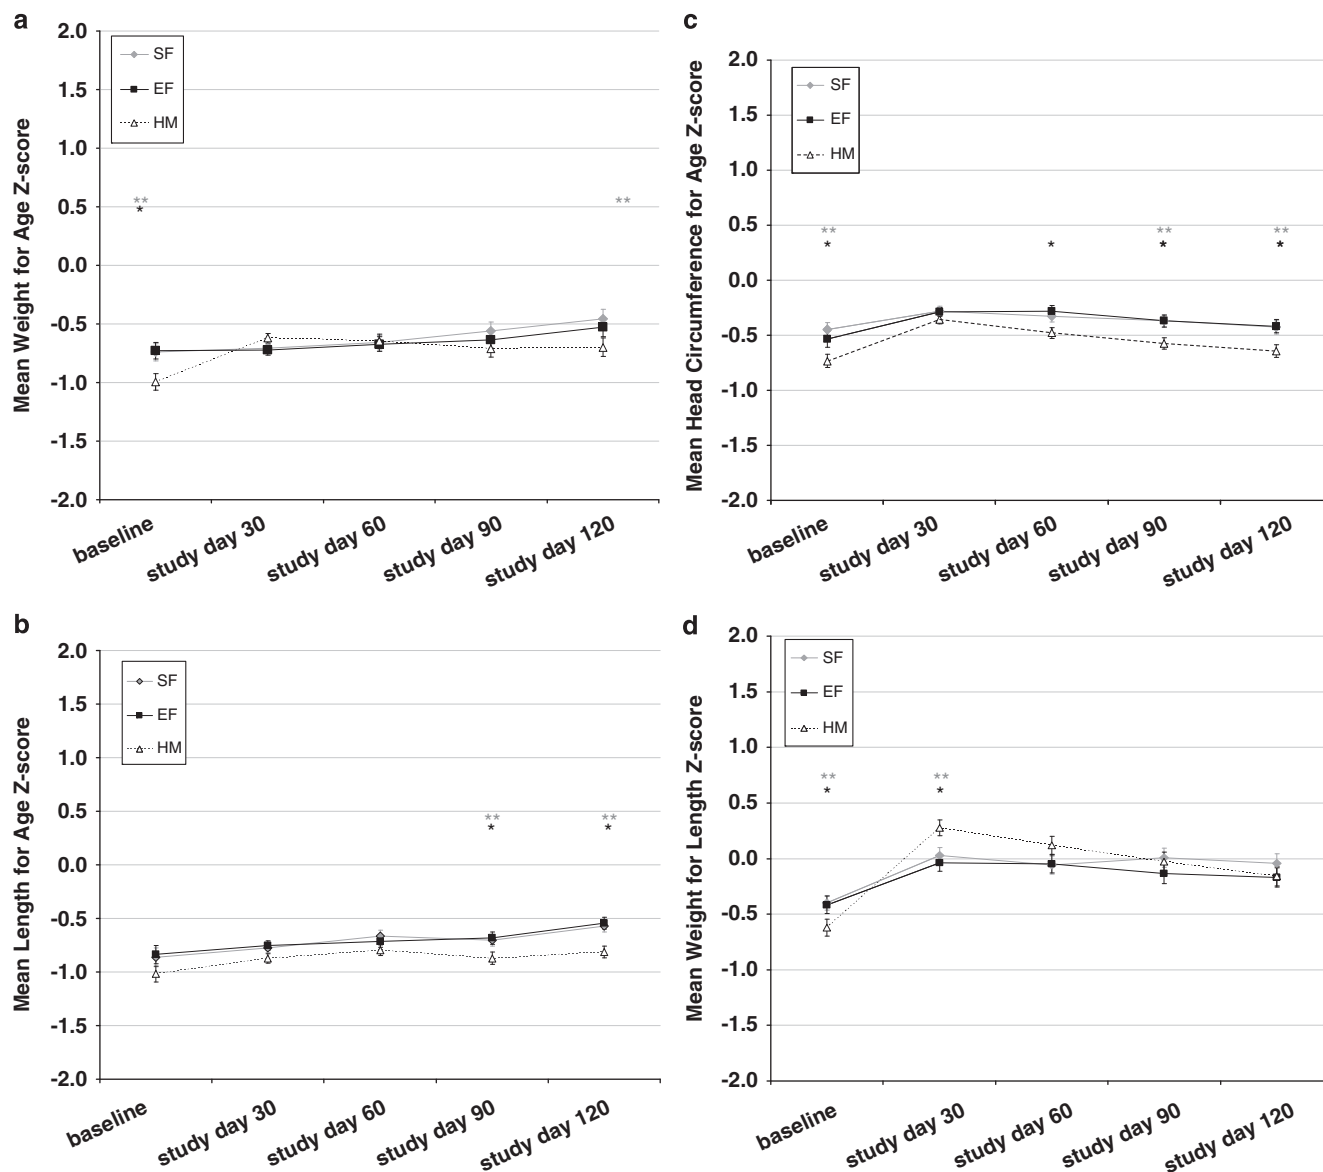 a
Mean Weight for Age Z-score
2.0
1.5
1.0
0.5
0.0
-0.5
-1.0
-1.5
-2.0
SF
EF
HM
**
*
**
baseline
study day 30
study day 60
study day 90
study day 120
b
Mean Length for Age Z-score
2.0
1.5
1.0
0.5
0.0
-0.5
-1.0
-1.5
-2.0
SF
EF
HM
**
*
**
*
baseline
study day 30
study day 60
study day 90
study day 120
c
Mean Head Circumference for Age Z-score
2.0
1.5
1.0
0.5
0.0
-0.5
-1.0
-1.5
-2.0
SF
EF
HM
**
*
*
**
*
**
*
baseline
study day 30
study day 60
study day 90
study day 120
d
Mean Weight for Length Z-score
2.0
1.5
1.0
0.5
0.0
-0.5
-1.0
-1.5
-2.0
SF
EF
HM
**
*
**
*
baseline
study day 30
study day 60
study day 90
study day 120